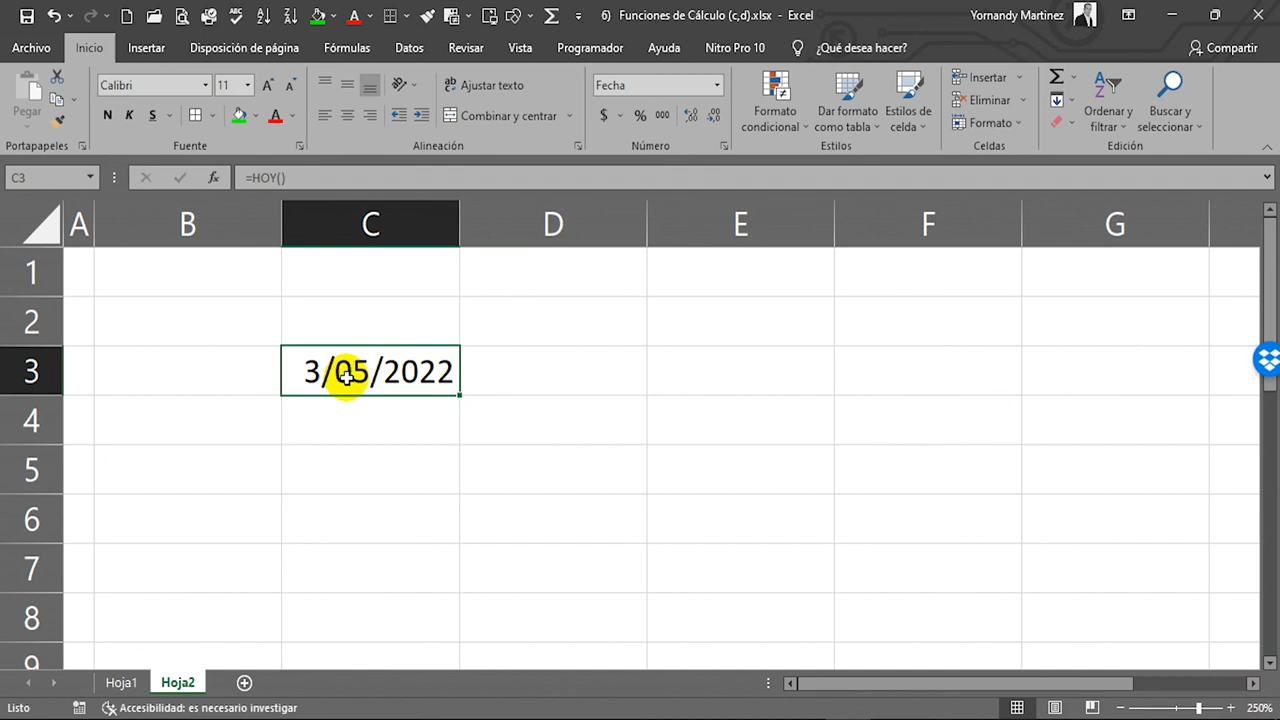 6) Funciones de Cálculo (c,d).xlsx - Excel
Yornandy Martinez
Archivo Inicio Insertar Disposición de página Fórmulas Datos Revisar Vista Programador Ayuda Nitro Pro 10 ¿Qué desea hacer? Compartir
Pegar
Portapapeles
Calibri 11
N K S
Fuente
Ajustar texto
Combinar y centrar
Alineación
Fecha
$ % 000
Número
Formato condicional
Dar formato como tabla
Estilos de celda
Estilos
Insertar
Eliminar
Formato
Celdas
Ordenar y filtrar
Buscar y seleccionar
Edición
C3 fx =HOY()
A B C D E F G
1
2
3 3/05/2022
4
5
6
7
8
9
Hoja1 Hoja2
Listo Accesibilidad: es necesario investigar 250%